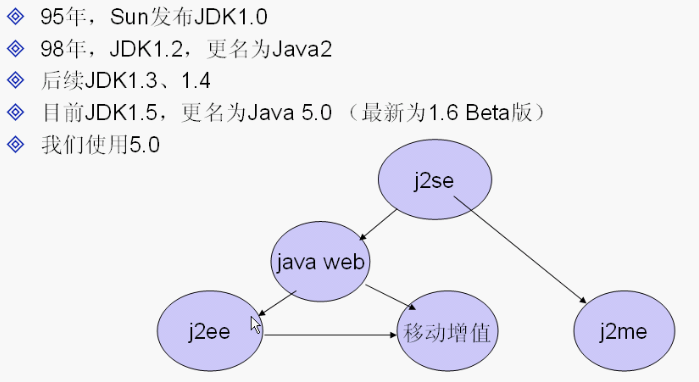 95年，Sun发布JDK1.0
98年，JDK1.2，更名为Java2
后续JDK1.3、1.4
目前JDK1.5，更名为Java 5.0 （最新为1.6 Beta版）
我们使用5.0
j2se
java web
j2ee
移动增值
j2me